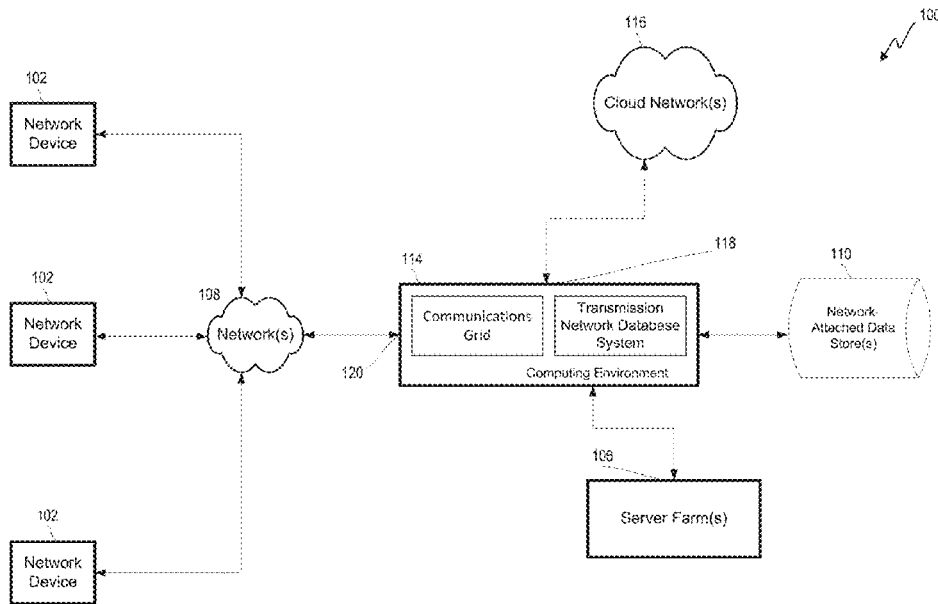 100
116
Cloud Network(s)
102
Network
Device
118
114
110
102
108
Communications
Grid
Transmission
Network Database
System
Network-
Attached Data
Store(s)
Network
Device
Network(s)
120
Computing Environment
106
102
Server Farm(s)
Network
Device